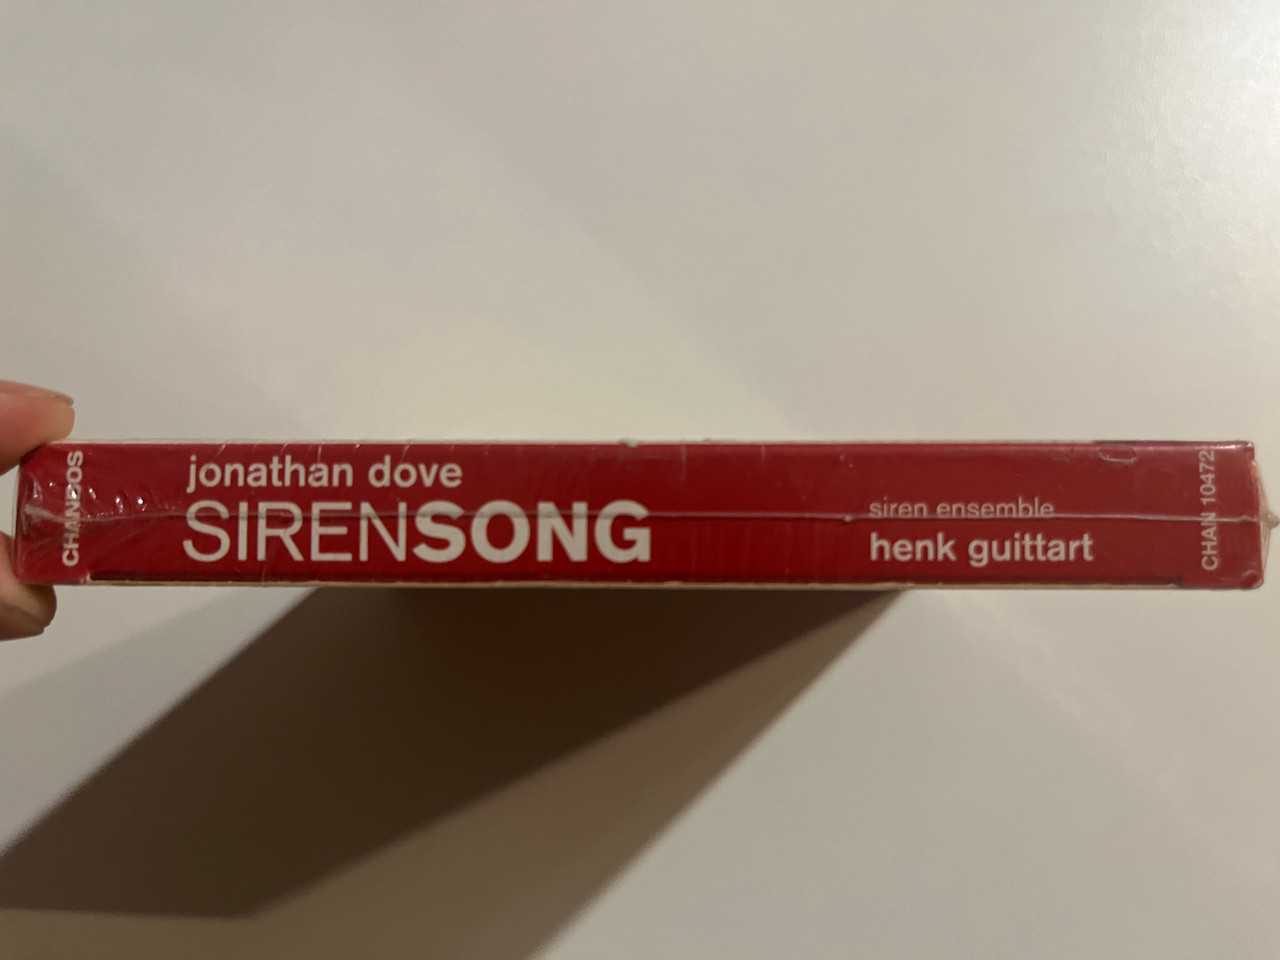 CHANDOS
jonathan dove
SIRENSONG
siren ensemble
henk guittart
CHAN 10472